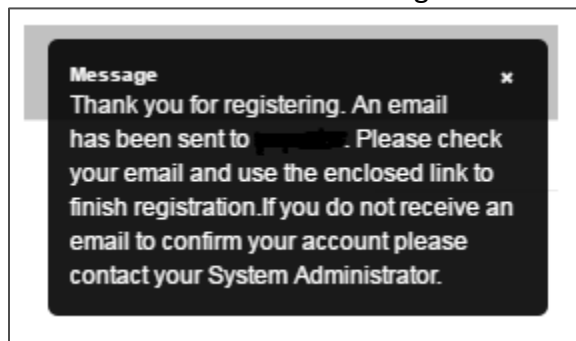 Message ×
Thank you for registering. An email
has been sent to . Please check
your email and use the enclosed link to
finish registration.If you do not receive an
email to confirm your account please
contact your System Administrator.